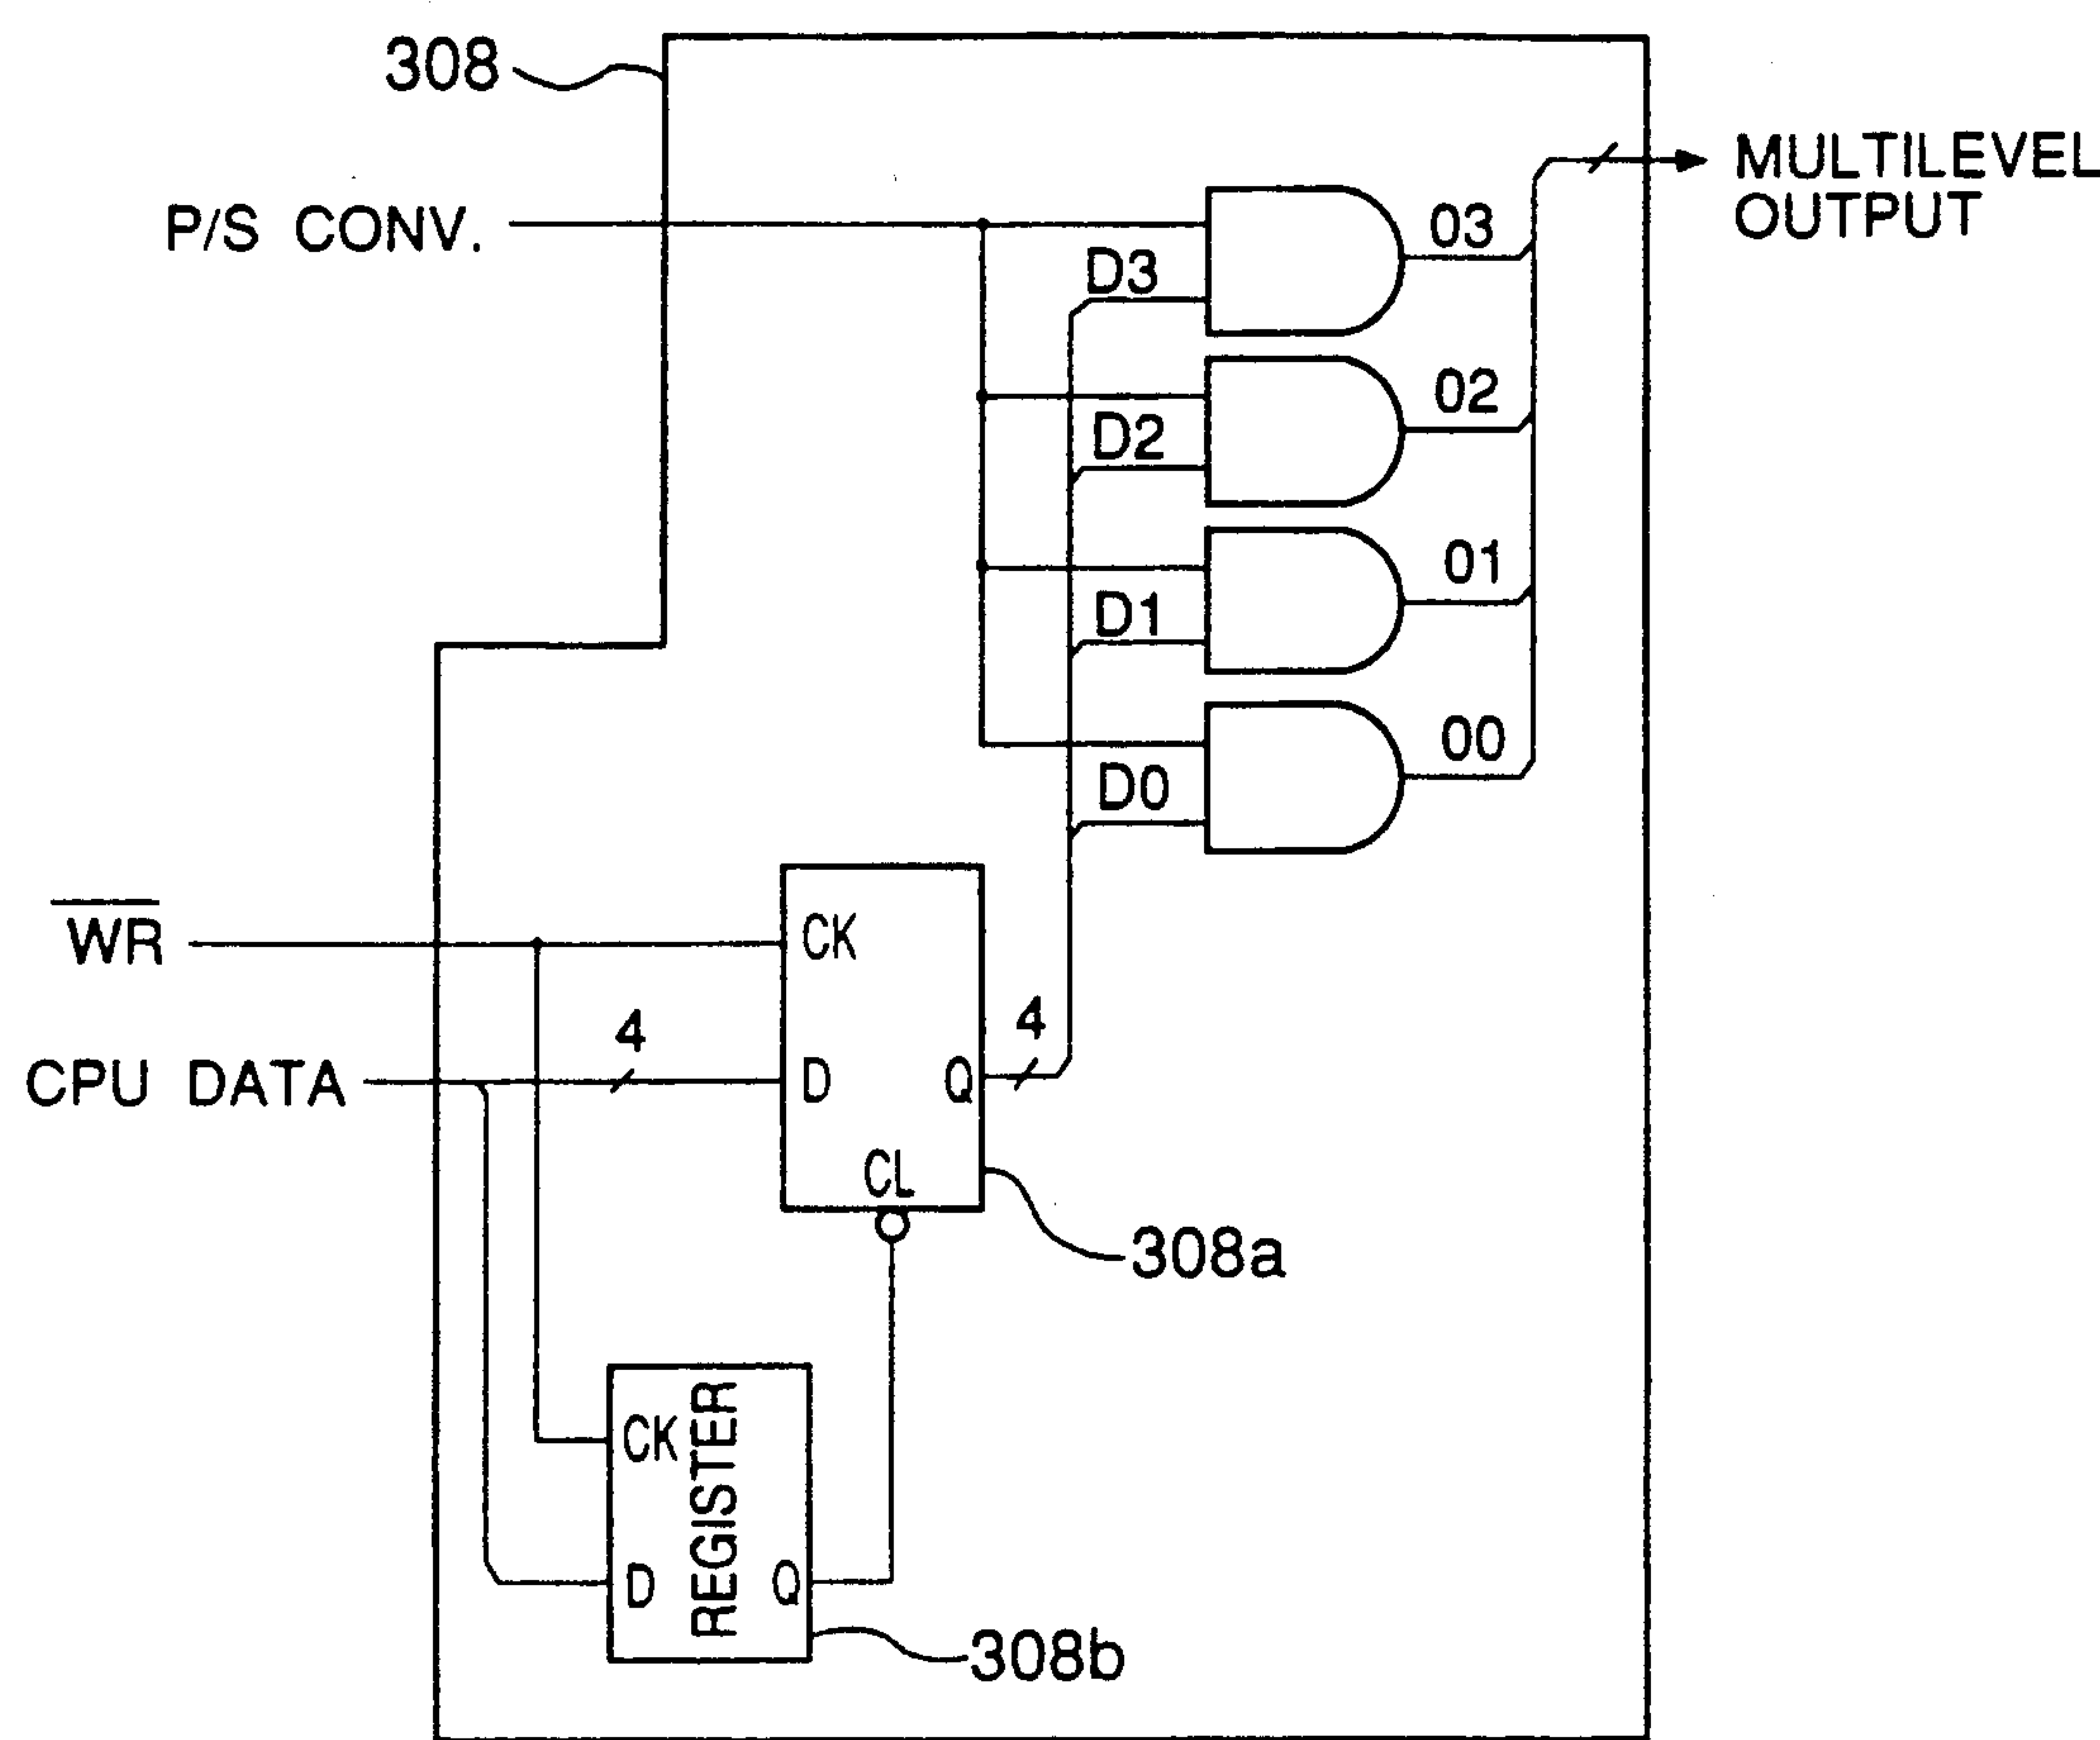 308
MULTILEVEL
OUTPUT
P/S CONV.
03
D3
02
D2
01
D1
00
D0
WR
CK
4
4
CPU DATA
D
Q
CL
308a
CK
REGISTER
D
Q
308b